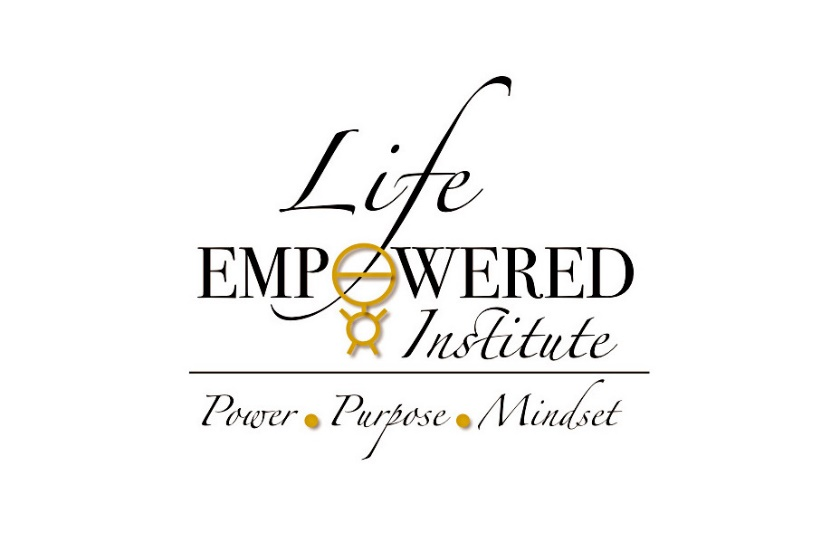 Life
EMPOWERED
Institute
Power • Purpose • Mindset